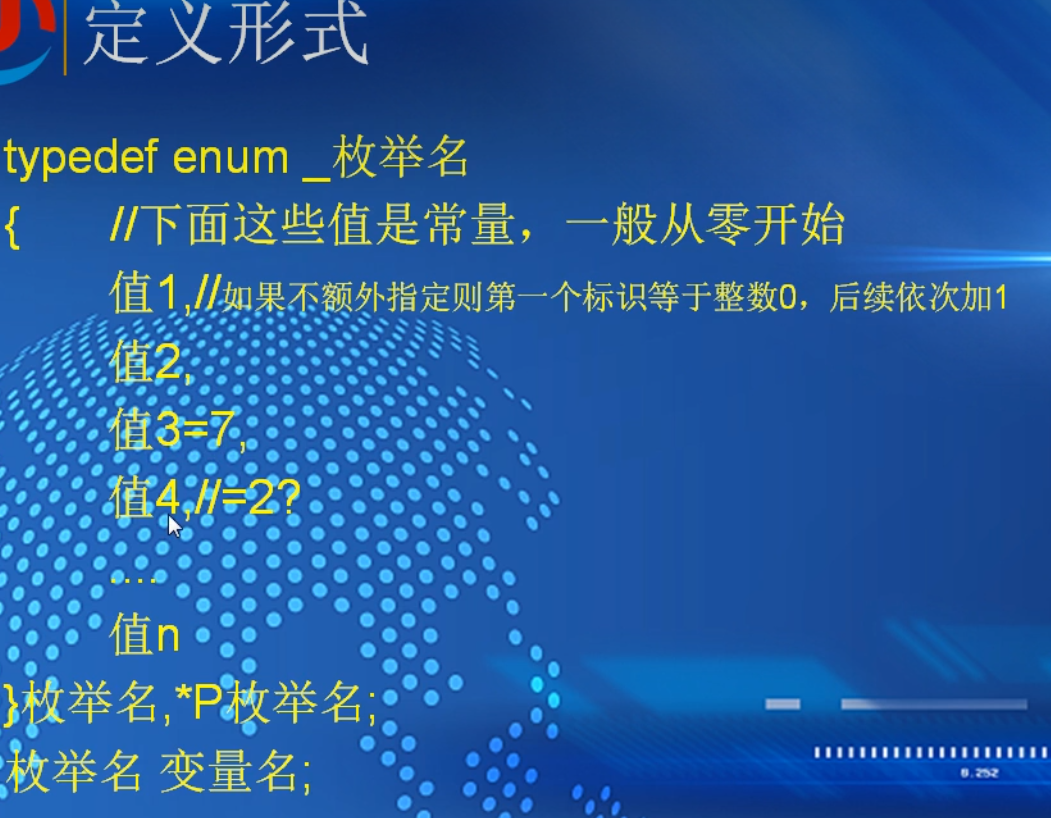 定义形式
typedef enum _枚举名
{ //下面这些值是常量，一般从零开始
值1,//如果不额外指定则第一个标识等于整数0，后续依次加1
值2,
值3=7,
值4,//=2?
....
值n
}枚举名,*P枚举名;
枚举名 变量名;
0.252